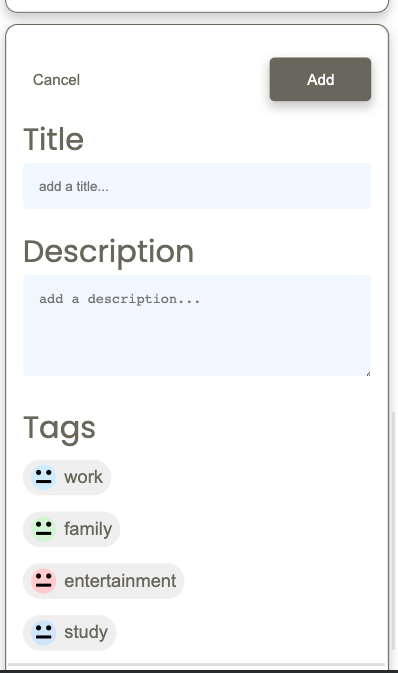 Cancel
Add
Title
add a title...
Description
add a description...
Tags
work
family
entertainment
study